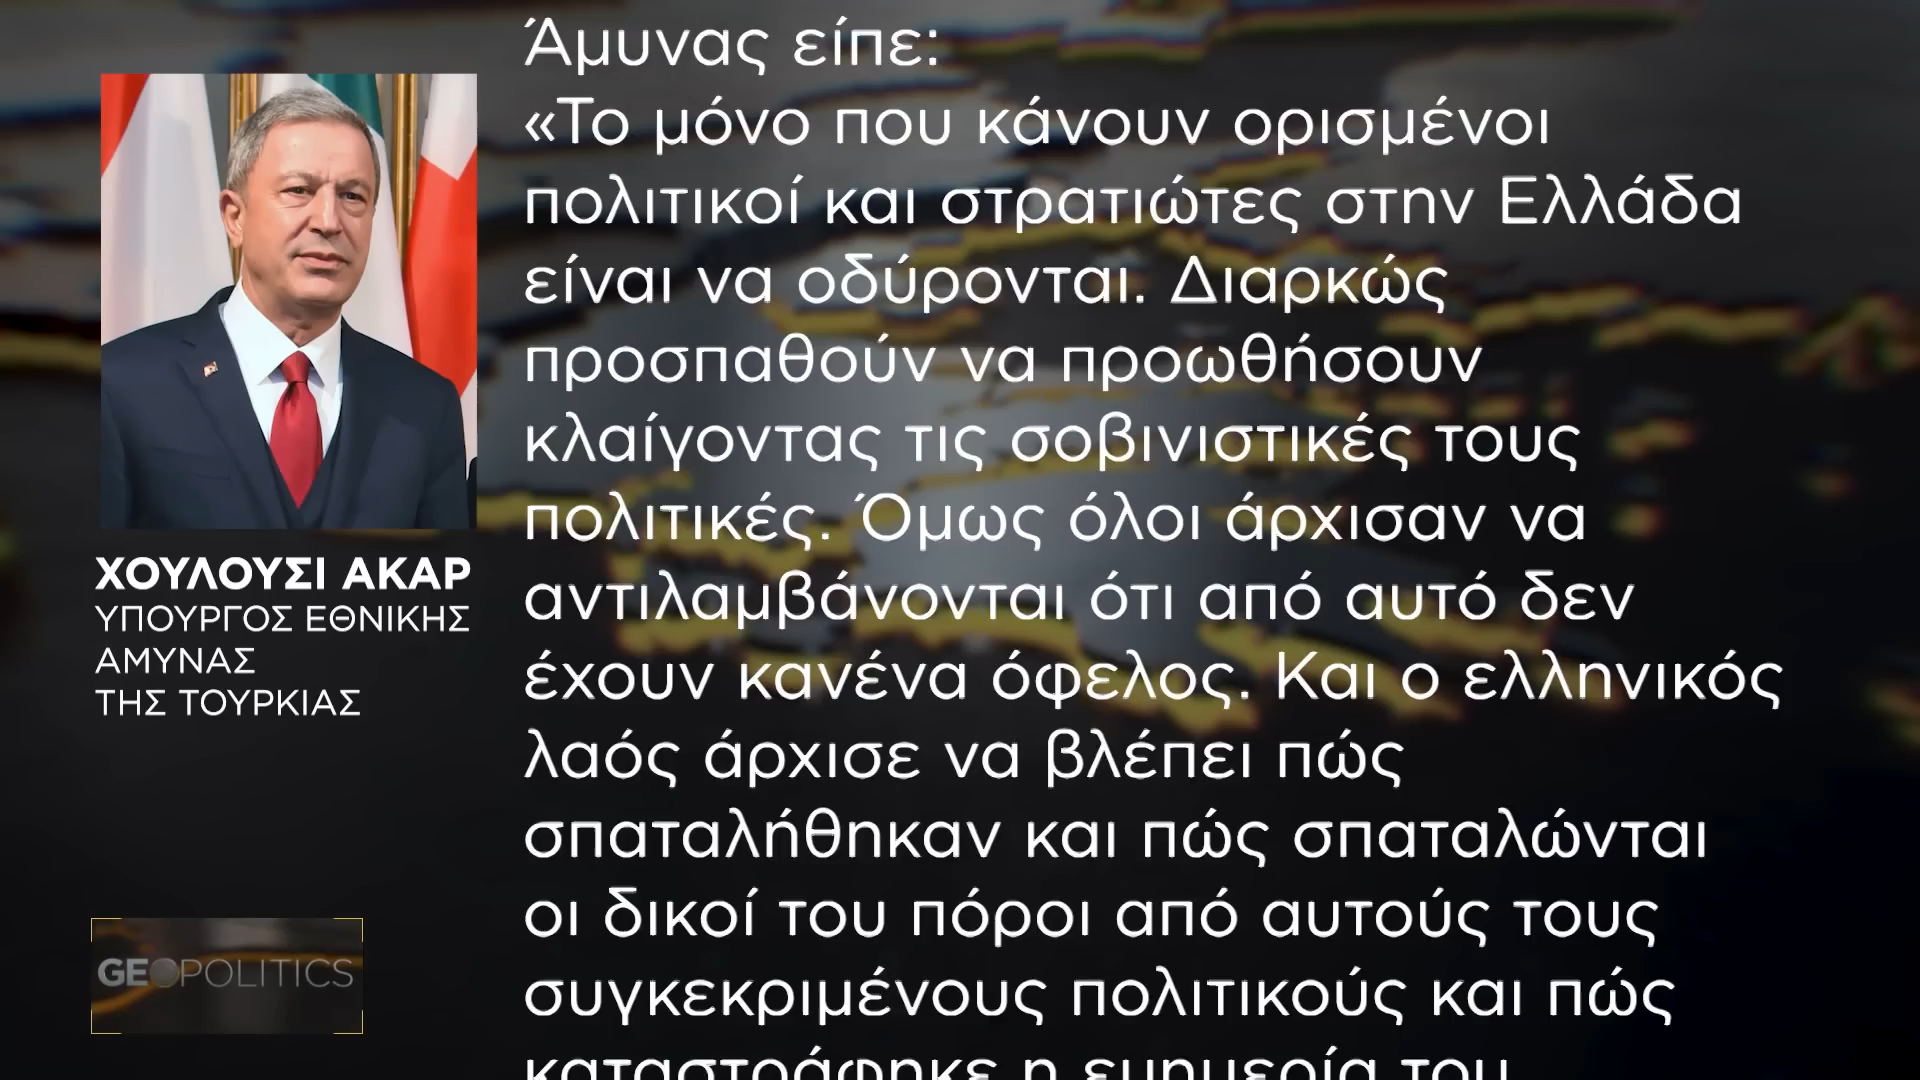 Άμυνας είπε:
«Το μόνο που κάνουν ορισμένοι
πολιτικοί και στρατιώτες στην Ελλάδα
είναι να οδύρονται. Διαρκώς
προσπαθούν να προωθήσουν
κλαίγοντας τις σοβινιστικές τους
πολιτικές. Όμως όλοι άρχισαν να
αντιλαμβάνονται ότι από αυτό δεν
έχουν κανένα όφελος. Και ο ελληνικός
λαός άρχισε να βλέπει πώς
σπαταλήθηκαν και πώς σπαταλώνται
οι δικοί του πόροι από αυτούς τους
συγκεκριμένους πολιτικούς και πώς
καταστράφηκε η ευημερία του
ΧΟΥΛΟΥΣΙ ΑΚΑΡ
ΥΠΟΥΡΓΟΣ ΕΘΝΙΚΗΣ
ΑΜΥΝΑΣ
ΤΗΣ ΤΟΥΡΚΙΑΣ
GEOPOLITICS